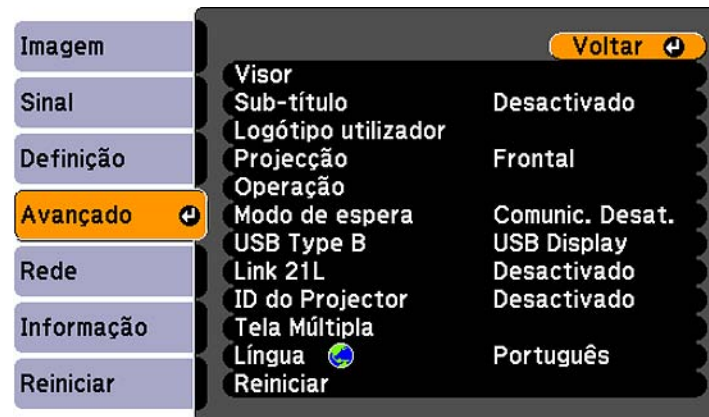 Imagem
Sinal
Definição
Avançado
Rede
Informação
Reiniciar
Voltar
Visor
Sub-título Desactivado
Logótipo utilizador
Projecção Frontal
Operação
Modo de espera Comunic. Desat.
USB Type B USB Display
Link 21L Desactivado
ID do Projector Desactivado
Tela Múltipla
Língua Português
Reiniciar